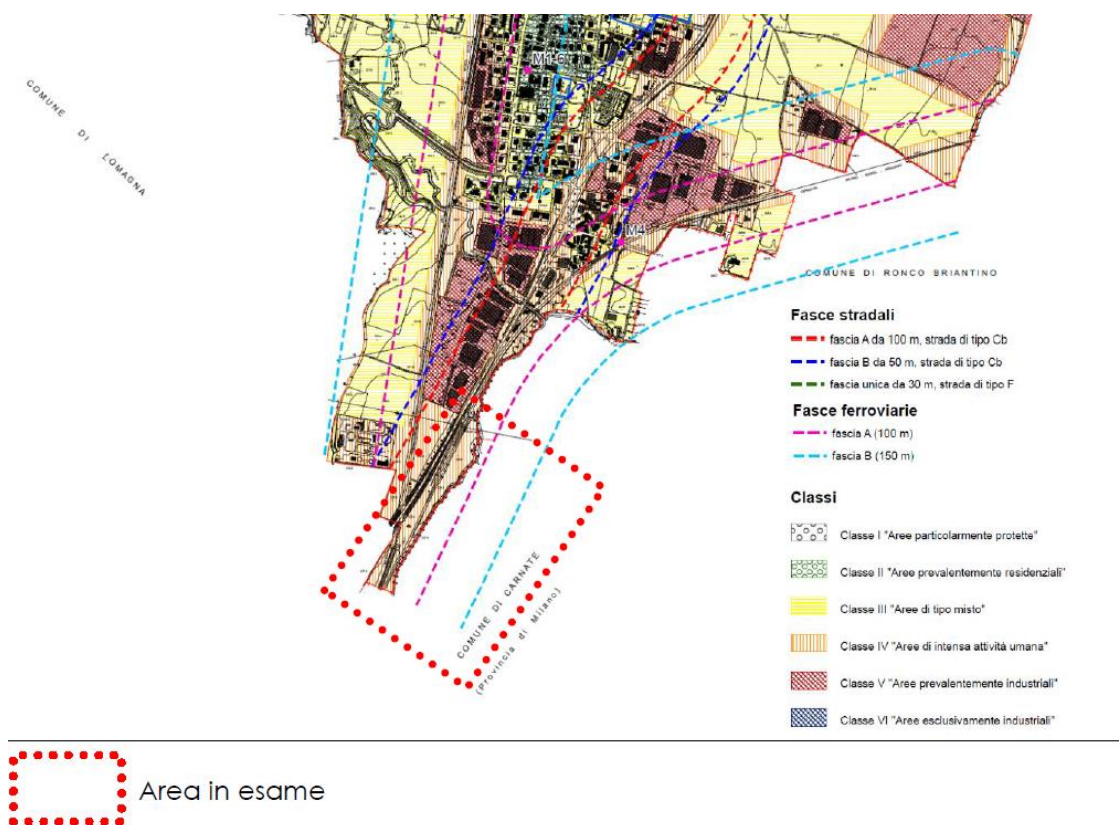 COMUNE DI LOMAGNA
M1-6
M4
COMUNE DI RONCO BRIANTINO
Fasce stradali
fascia A da 100 m, strada di tipo Cb
fascia B da 50 m, strada di tipo Cb
fascia unica da 30 m, strada di tipo F
Fasce ferroviarie
fascia A (100 m)
fascia B (150 m)
Classi
Classe I "Aree particolarmente protette"
Classe II "Aree prevalentemente residenziali"
Classe III "Aree di tipo misto"
Classe IV "Aree di intensa attività umana"
Classe V "Aree prevalentemente industriali"
Classe VI "Aree esclusivamente industriali"
COMUNE DI CARNATE
(Provincia di Milano)
Area in esame